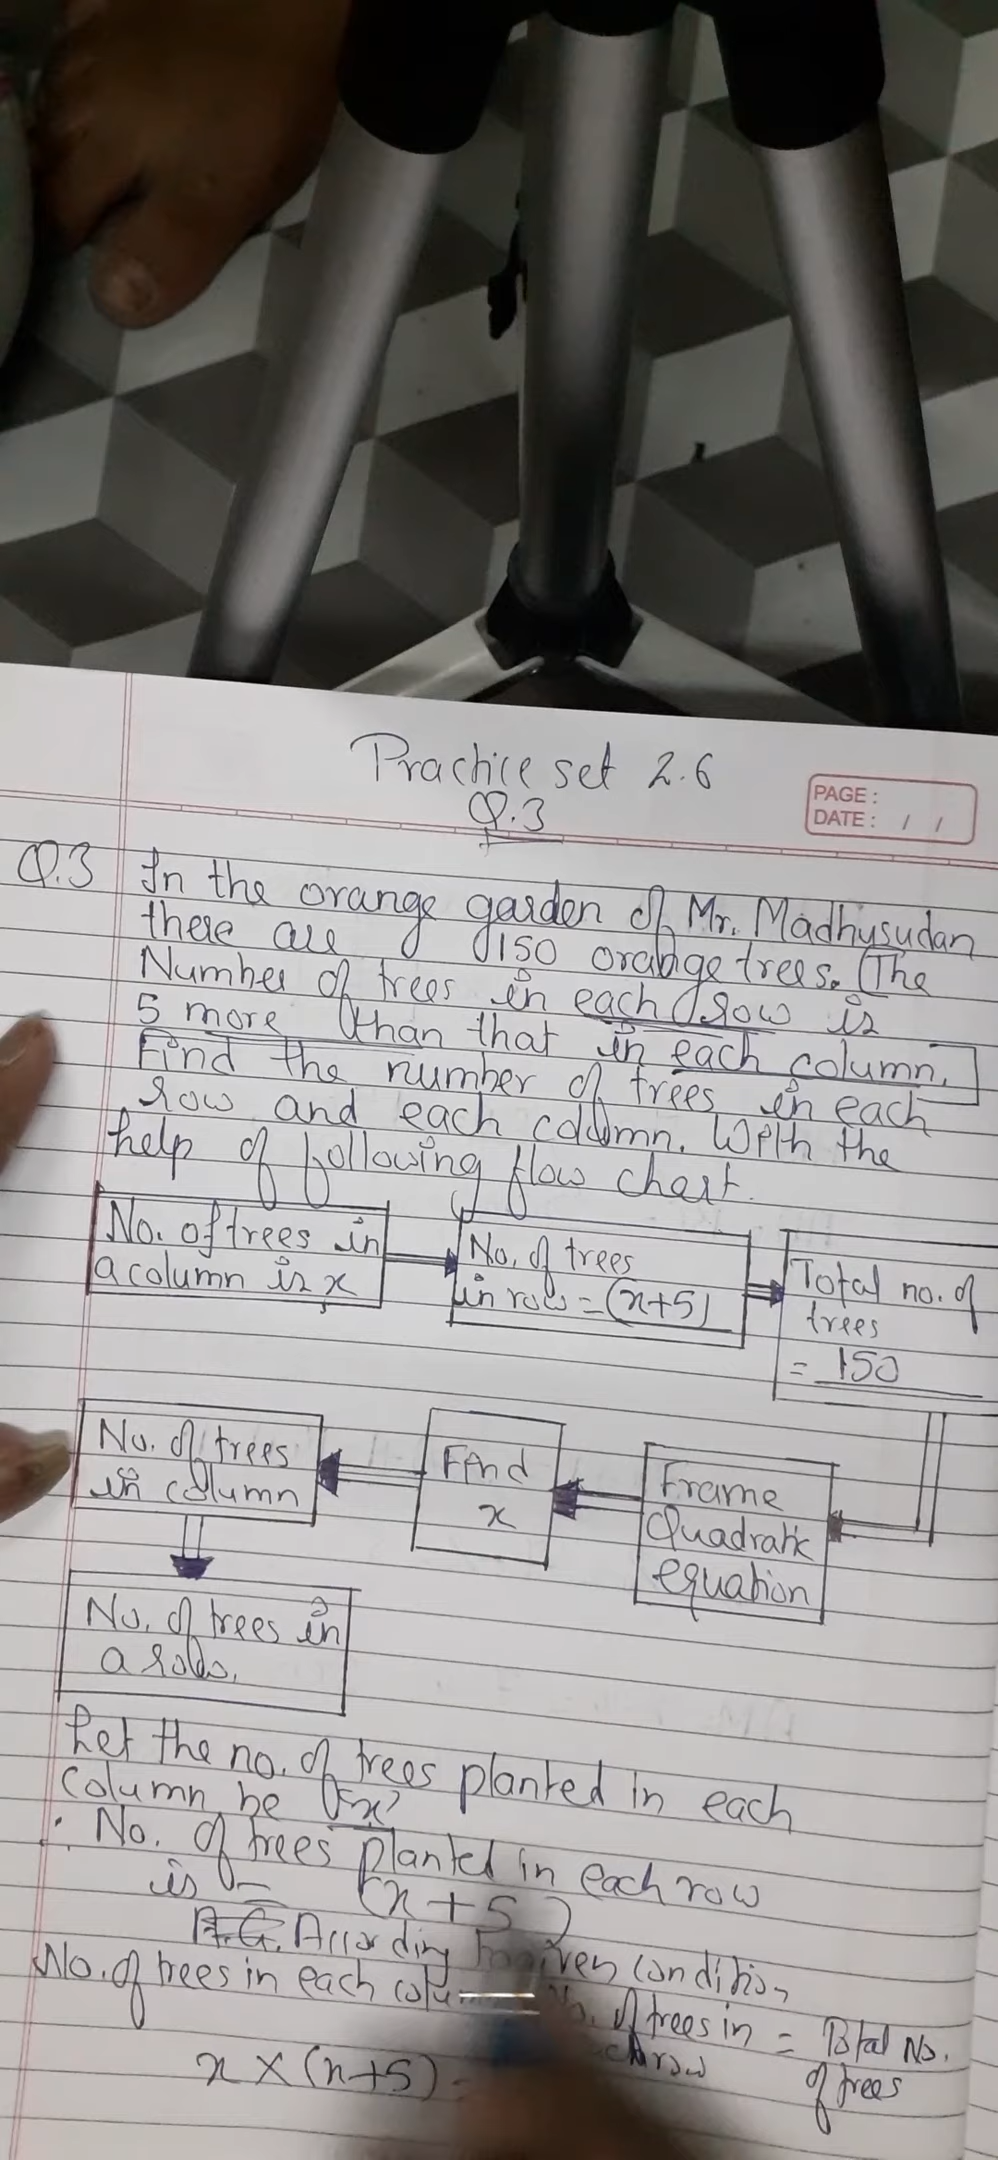 Practice set 2.6
Q.3
PAGE :
DATE : / /
Q.3 In the orange garden of Mr. Madhusudan
there are 150 orabge trees. The
Number of trees in each row is
5 more than that in each column.
Find the number of trees in each
row and each column. With the
help of following flow chart.
No. of trees in
a column is x
No. of trees
in row = (x+5)
Total no. of
trees
= 150
Frame
Quadratic
equation
Find
x
No. of trees
in column
No. of trees in
a row.
Let the no. of trees planted in each
column be 'x'
∴ No. of trees planted in each row
is = (x+5)
According given condition
No. of trees in each of trees in = Total No.
row of trees
x × (x+5) =